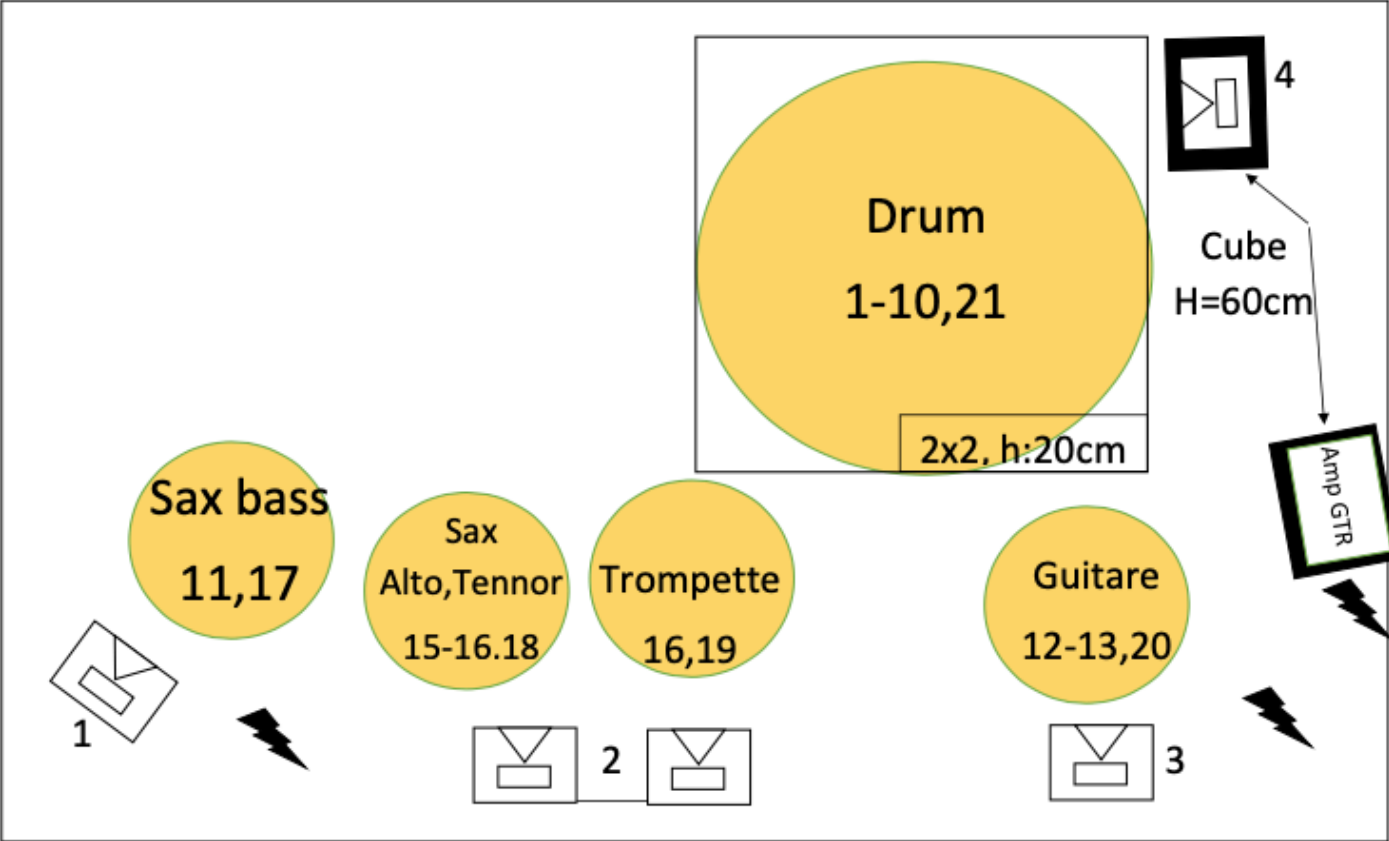 Drum
1-10,21
4
Cube
H=60cm
2x2, h:20cm
Amp GTR
Sax bass
11,17
Sax
Alto,Tennor
15-16.18
Trompette
16,19
Guitare
12-13,20
1
2
3